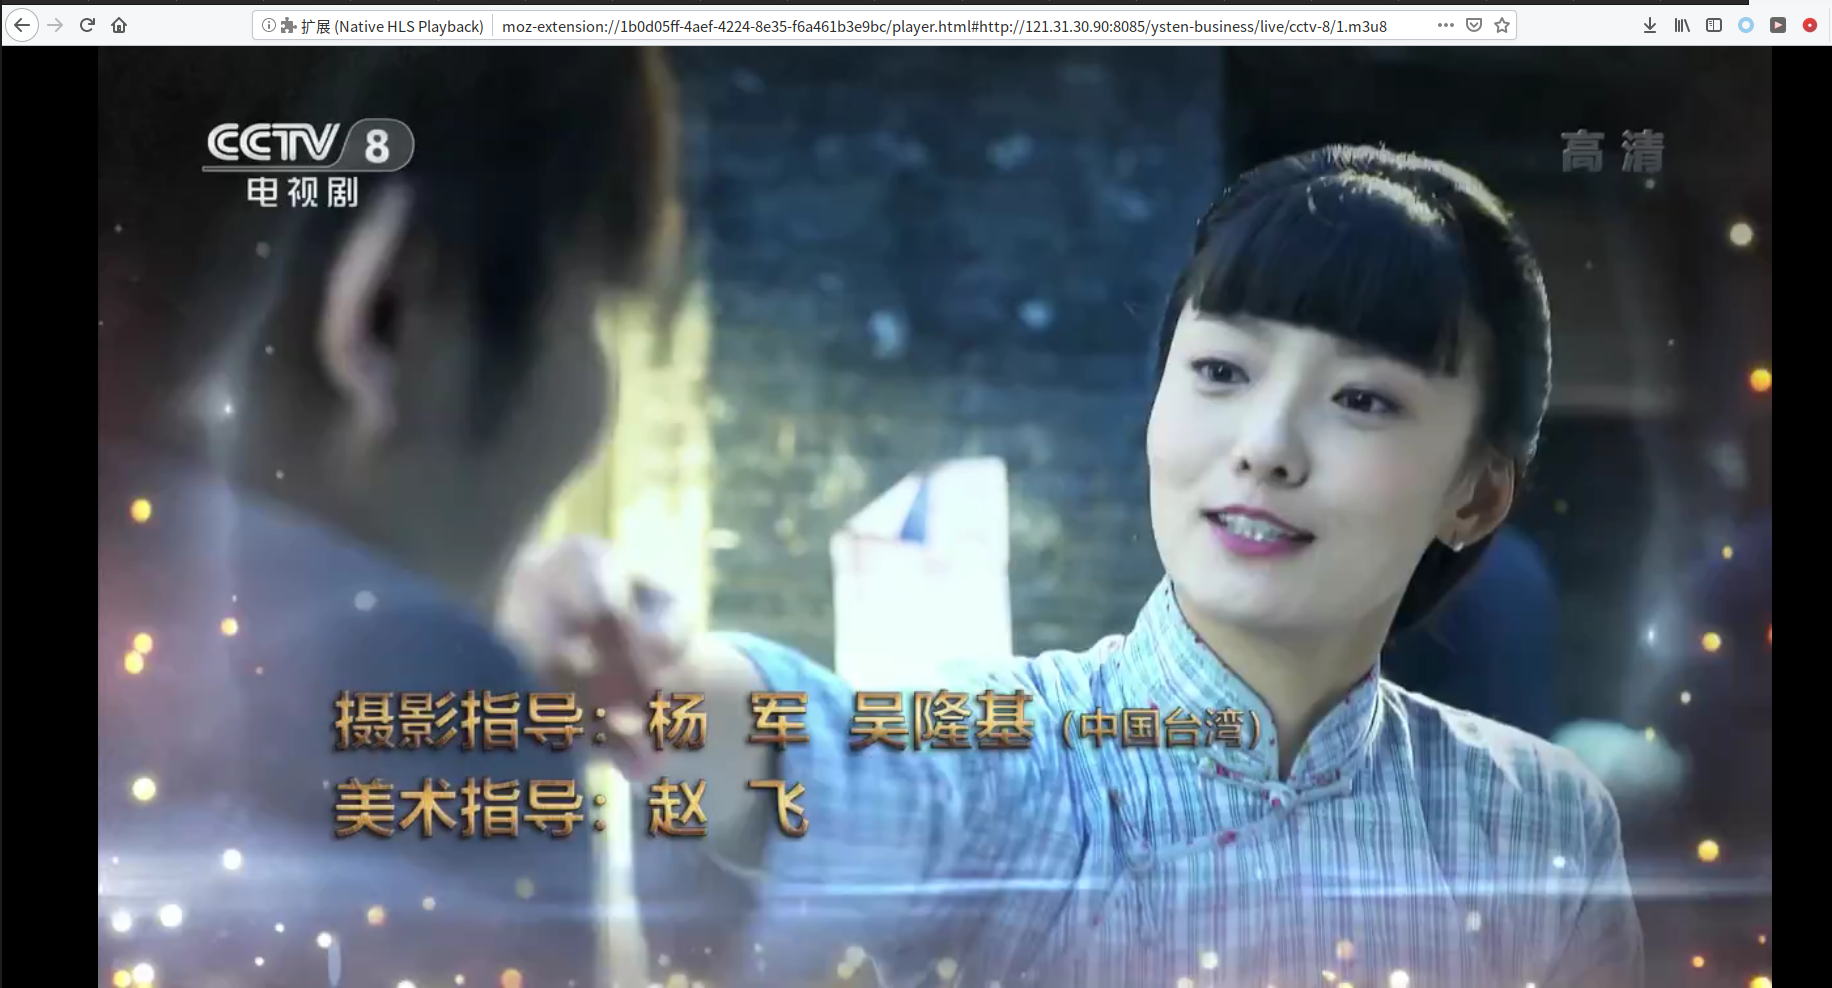 扩展 (Native HLS Playback)
moz-extension://1b0d05ff-4aef-4224-8e35-f6a461b3e9bc/player.html#http://121.31.30.90:8085/ysten-business/live/cctv-8/1.m3u8
CCTV 8
电视剧
高清
摄影指导：杨 军 吴隆基（中国台湾）
美术指导：赵 飞